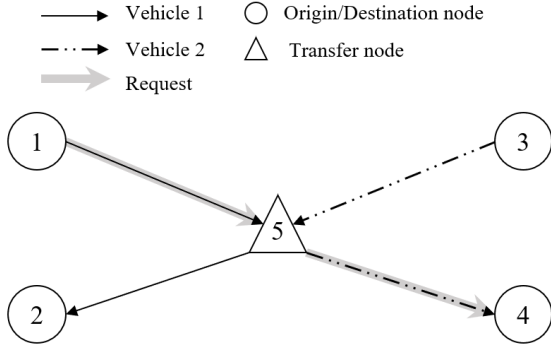 Vehicle 1
Origin/Destination node
Vehicle 2
Transfer node
Request
1
3
5
2
4